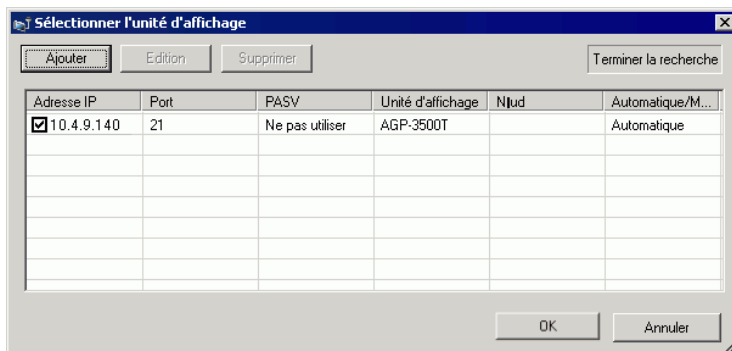 Sélectionner l'unité d'affichage
Ajouter Edition Supprimer Terminer la recherche
Adresse IP Port PASV Unité d'affichage N|ud Automatique/M...
10.4.9.140 21 Ne pas utiliser AGP-3500T Automatique
OK Annuler